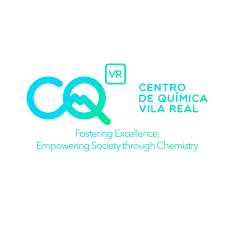 CQ
VR
CENTRO
DE QUÍMICA
VILA REAL
Fostering Excellence,
Empowering Society through Chemistry